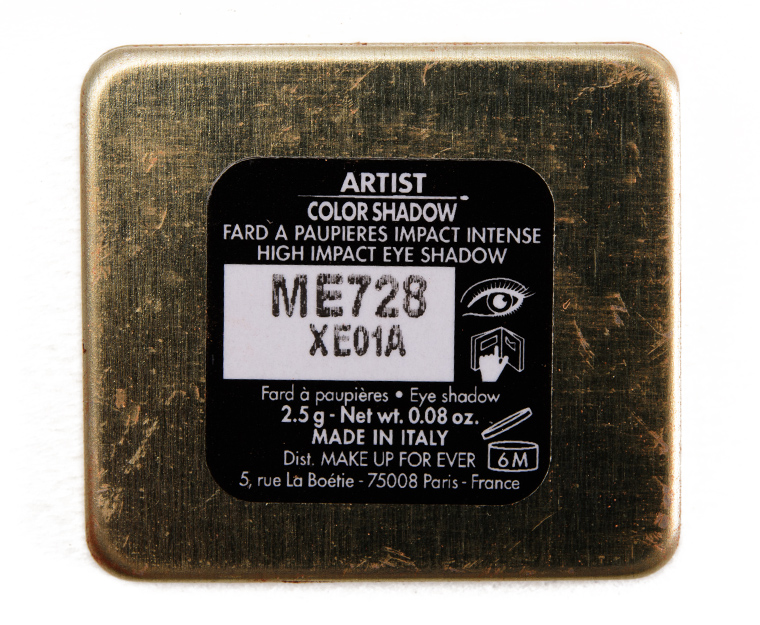 ARTIST
COLOR SHADOW
FARD A PAUPIERES IMPACT INTENSE
HIGH IMPACT EYE SHADOW
ME728
XE01A
Fard à paupières • Eye shadow
2.5 g - Net wt. 0.08 oz.
MADE IN ITALY
Dist. MAKE UP FOR EVER
6M
5, rue La Boétie - 75008 Paris - France